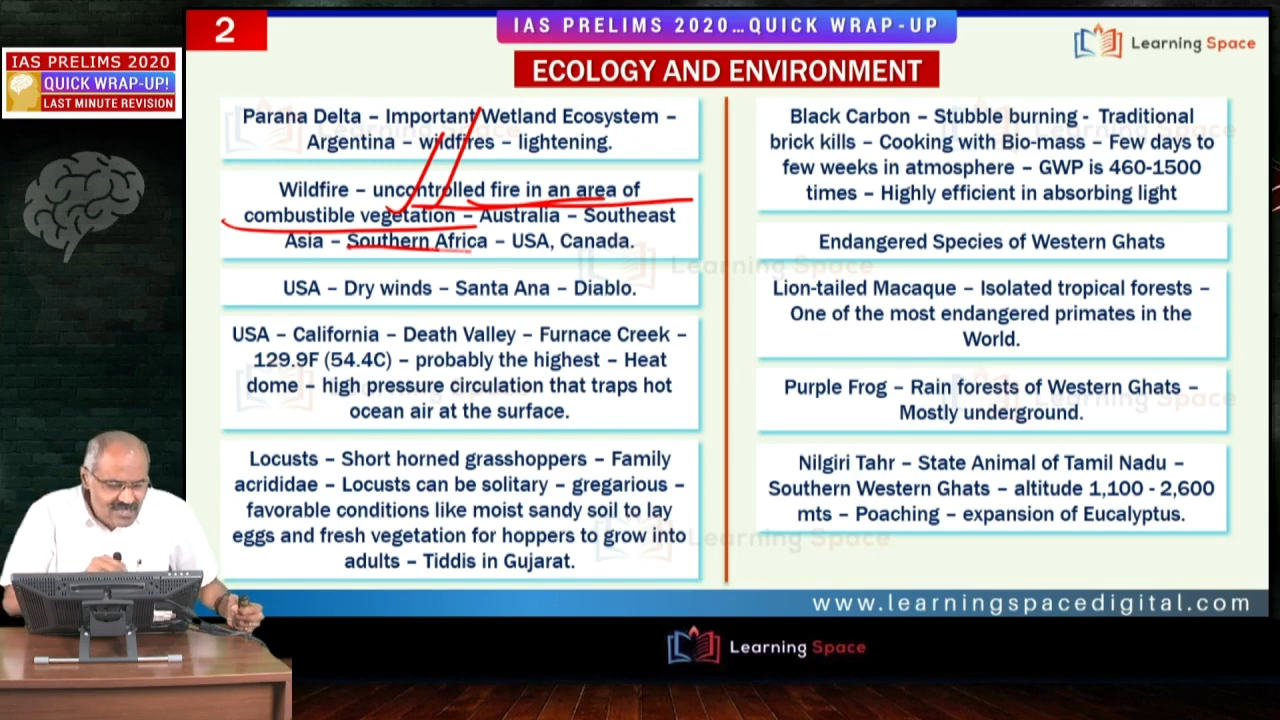 2
IAS PRELIMS 2020...QUICK WRAP-UP
Learning Space
IAS PRELIMS 2020
QUICK WRAP-UP!
LAST MINUTE REVISION
ECOLOGY AND ENVIRONMENT
Parana Delta – Important Wetland Ecosystem –
Argentina – wildfires – lightening.
Wildfire – uncontrolled fire in an area of
combustible vegetation – Australia – Southeast
Asia – Southern Africa – USA, Canada.
USA – Dry winds – Santa Ana – Diablo.
USA – California – Death Valley – Furnace Creek –
129.9F (54.4C) – probably the highest – Heat
dome – high pressure circulation that traps hot
ocean air at the surface.
Locusts – Short horned grasshoppers – Family
acrididae – Locusts can be solitary – gregarious –
favorable conditions like moist sandy soil to lay
eggs and fresh vegetation for hoppers to grow into
adults – Tiddis in Gujarat.
Black Carbon – Stubble burning - Traditional
brick kills – Cooking with Bio-mass – Few days to
few weeks in atmosphere – GWP is 460-1500
times – Highly efficient in absorbing light
Endangered Species of Western Ghats
Lion-tailed Macaque – Isolated tropical forests –
One of the most endangered primates in the
World.
Purple Frog – Rain forests of Western Ghats –
Mostly underground.
Nilgiri Tahr – State Animal of Tamil Nadu –
Southern Western Ghats – altitude 1,100 - 2,600
mts – Poaching – expansion of Eucalyptus.
www.learningspacedigital.com
Learning Space